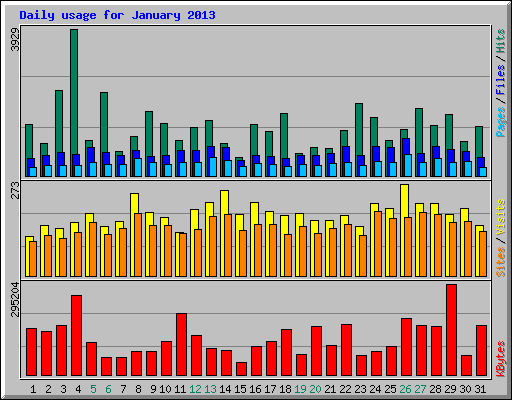 Daily usage for January 2013
3929
Pages / Files / Hits
273
Sites / Visits
295204
KBytes
1 2 3 4 5 6 7 8 9 10 11 12 13 14 15 16 17 18 19 20 21 22 23 24 25 26 27 28 29 30 31